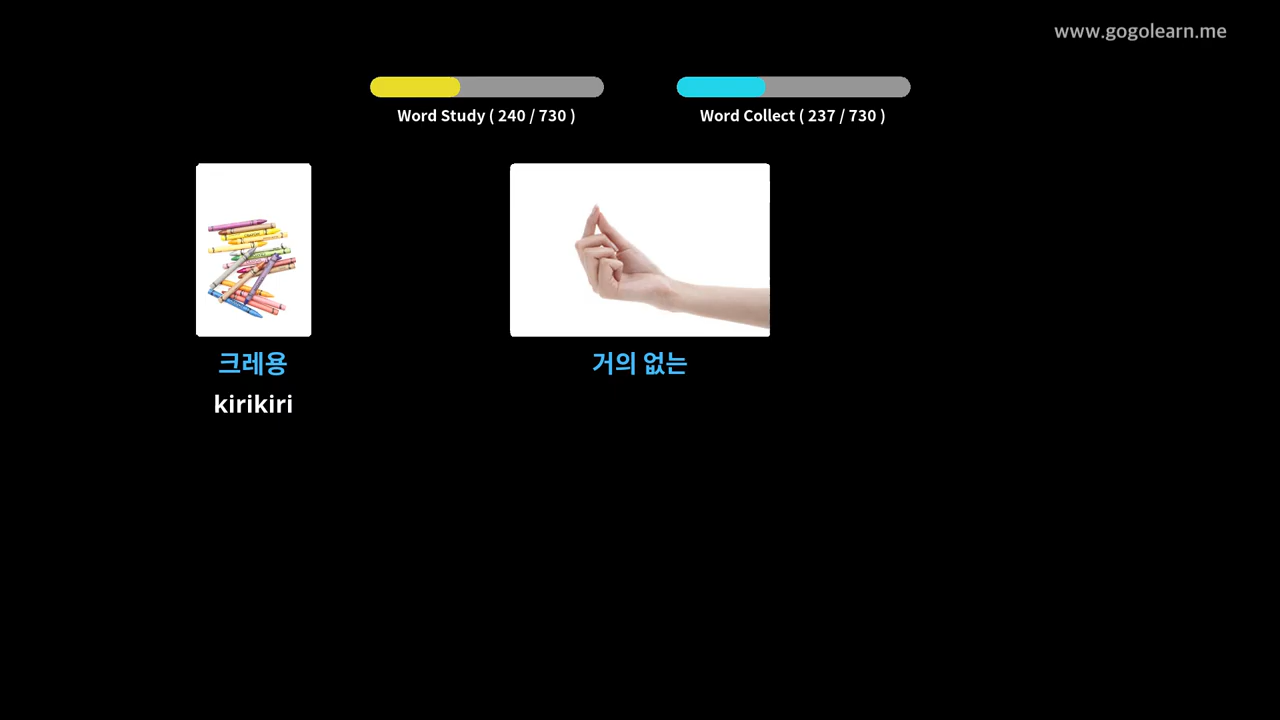 www.gogolearn.me
Word Study ( 240 / 730 )
Word Collect ( 237 / 730 )
크레용
거의 없는
kirikiri